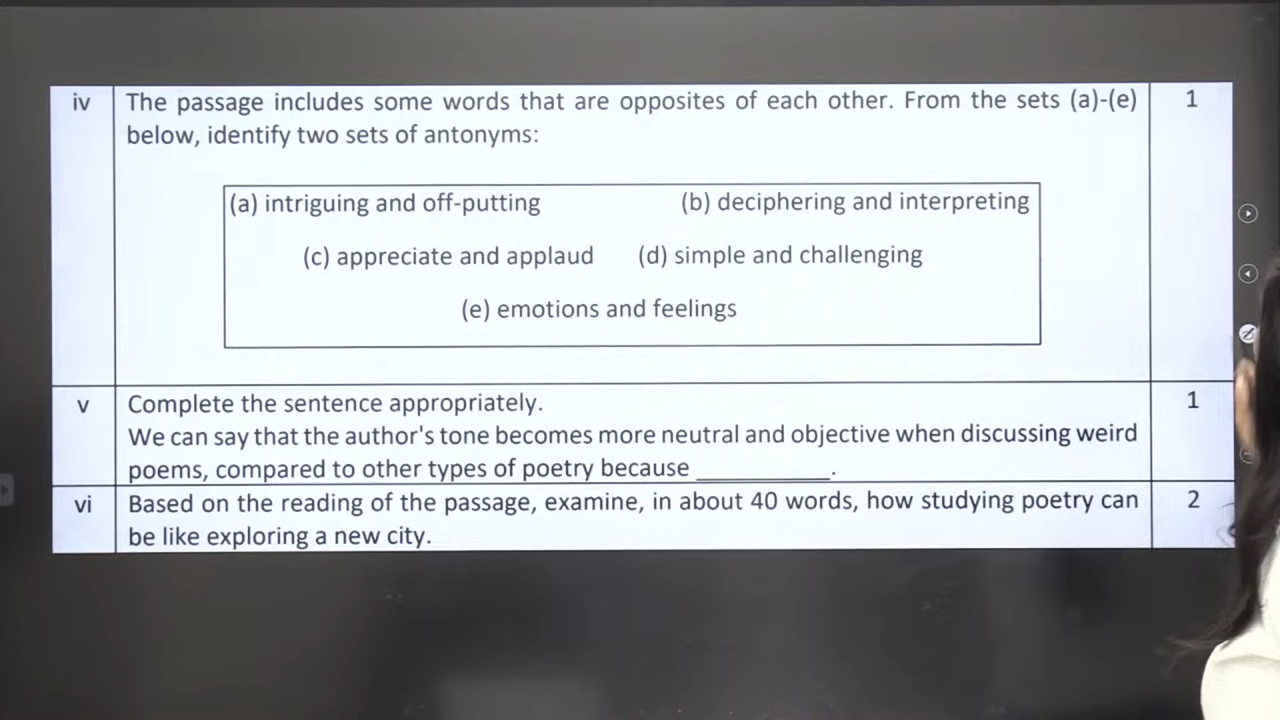 iv The passage includes some words that are opposites of each other. From the sets (a)-(e) 1
below, identify two sets of antonyms:
(a) intriguing and off-putting (b) deciphering and interpreting
(c) appreciate and applaud (d) simple and challenging
(e) emotions and feelings
v Complete the sentence appropriately. 1
We can say that the author's tone becomes more neutral and objective when discussing weird
poems, compared to other types of poetry because __________.
vi Based on the reading of the passage, examine, in about 40 words, how studying poetry can 2
be like exploring a new city.